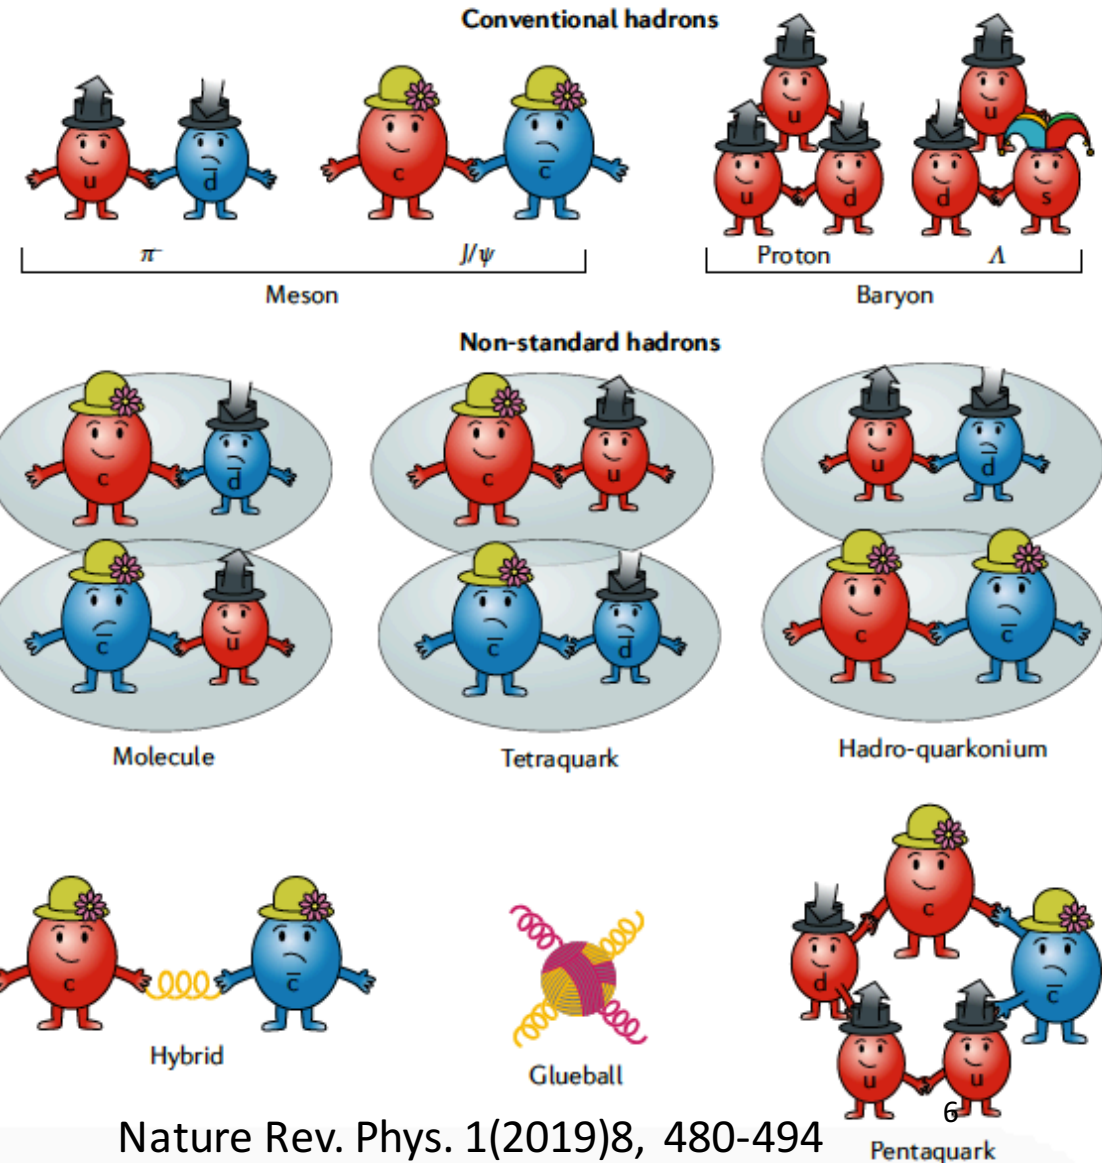 Conventional hadrons
u
d̄
c
c̄
u
u
d
u
d
s
π⁻
J/ψ
Proton
Λ
Meson
Baryon
Non-standard hadrons
c
d̄
c
u
u
d̄
c̄
u
c̄
d̄
c
c̄
Molecule
Tetraquark
Hadro-quarkonium
c
c̄
c
d
c̄
u
u
Hybrid
Glueball
6
Nature Rev. Phys. 1(2019)8, 480-494
Pentaquark